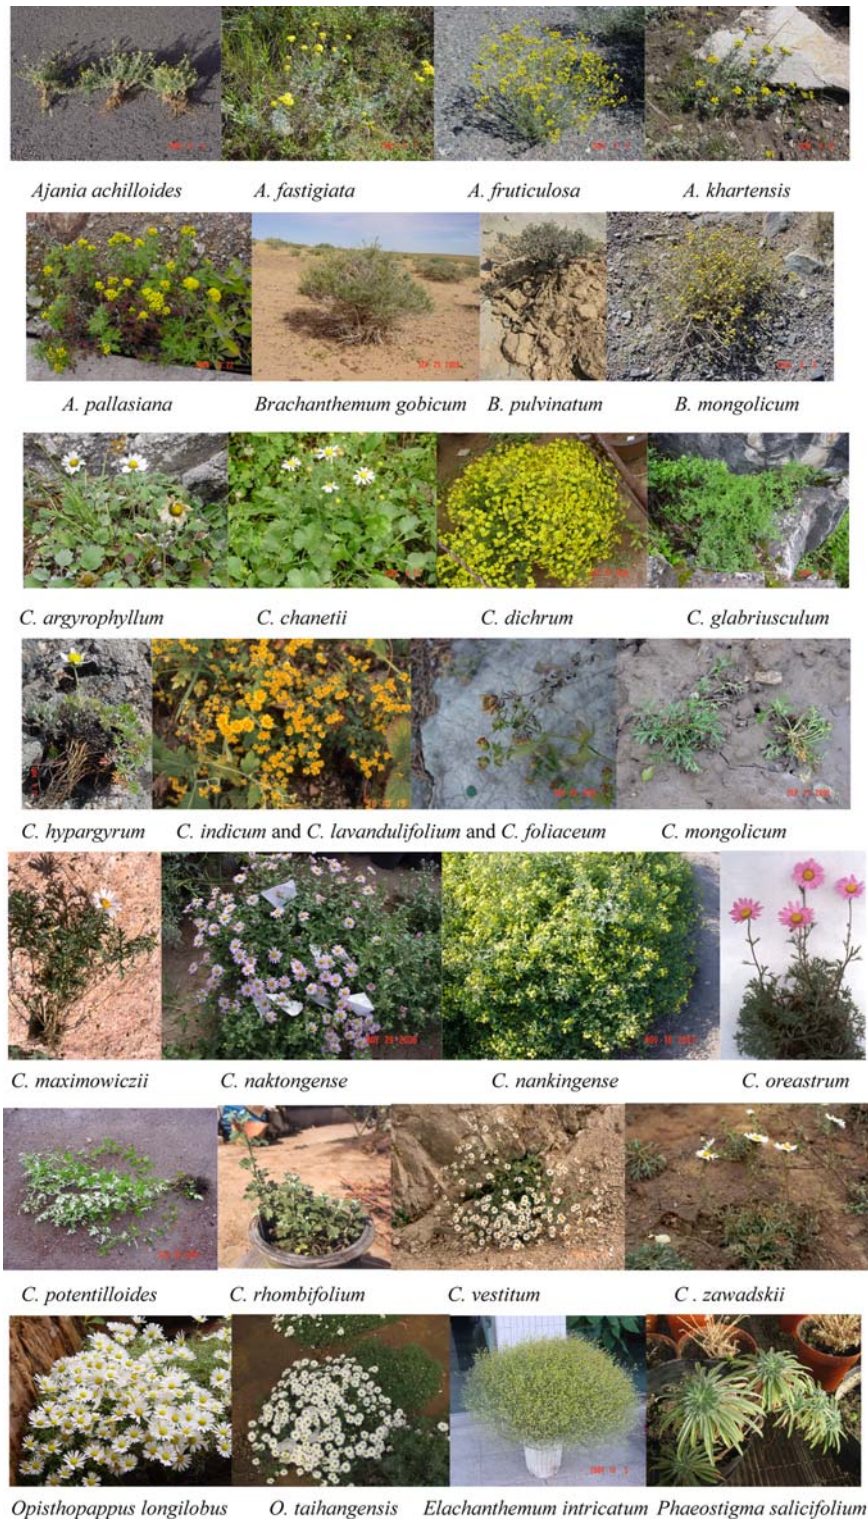 Ajania achilloides A. fastigiata A. fruticulosa A. khartensis
A. pallasiana Brachanthemum gobicum B. pulvinatum B. mongolicum
C. argyrophyllum C. chanetii C. dichrum C. glabriusculum
C. hypargyrum C. indicum and C. lavandulifolium and C. foliaceum C. mongolicum
C. maximowiczii C. naktongense C. nankingense C. oreastrum
C. potentilloides C. rhombifolium C. vestitum C . zawadskii
Opisthopappus longilobus O. taihangensis Elachanthemum intricatum Phaeostigma salicifolium